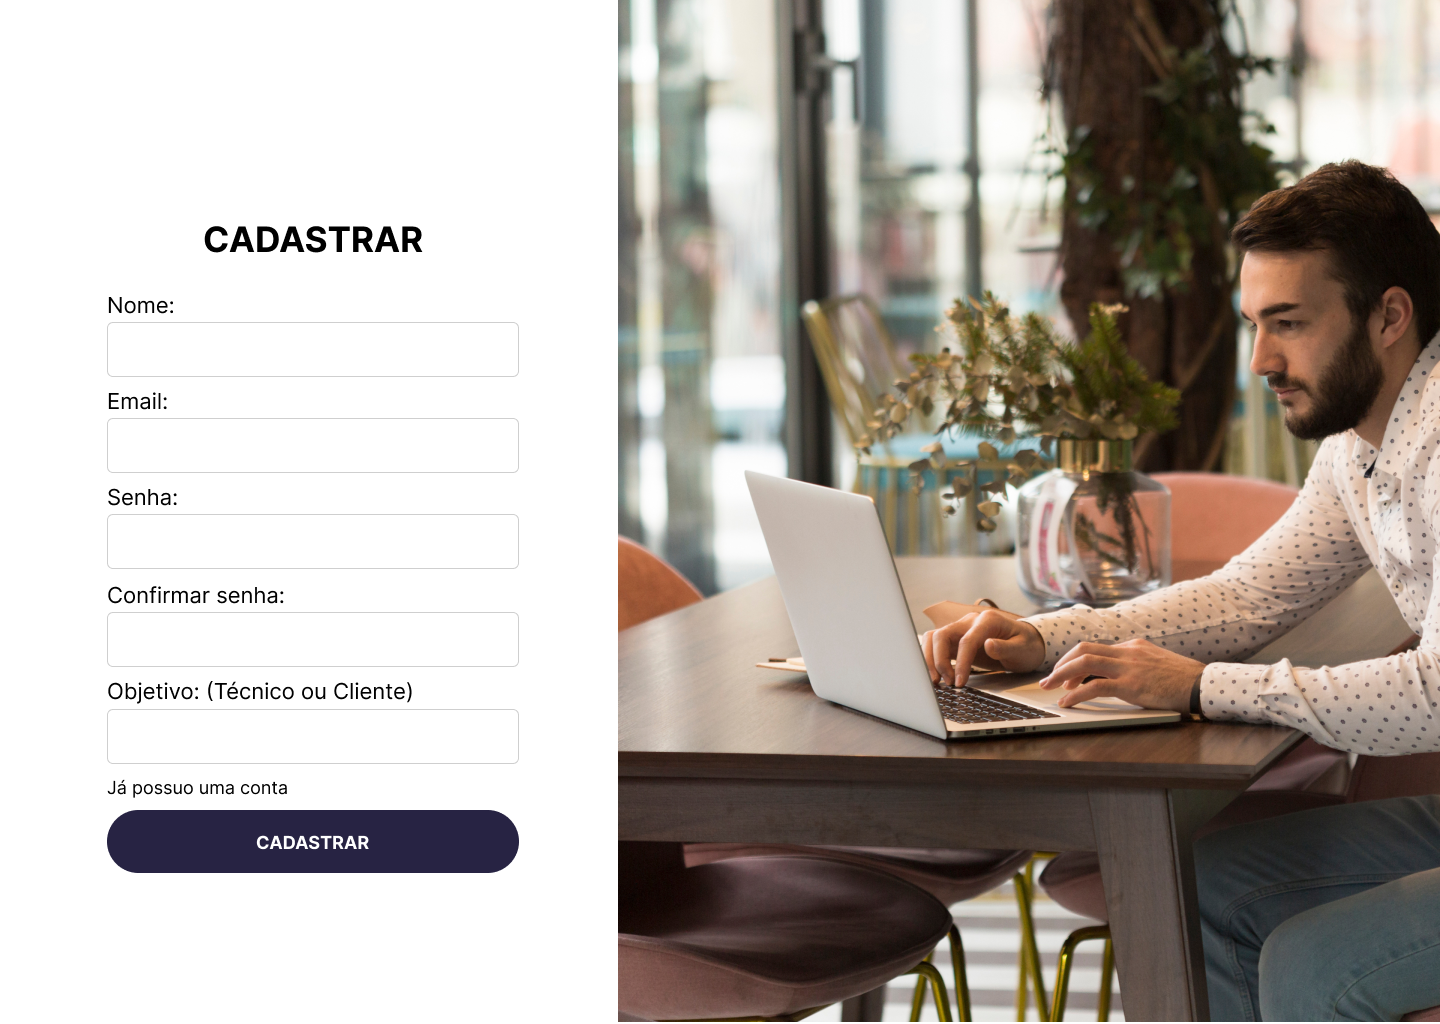 CADASTRAR
Nome:
Email:
Senha:
Confirmar senha:
Objetivo: (Técnico ou Cliente)
Já possuo uma conta
CADASTRAR